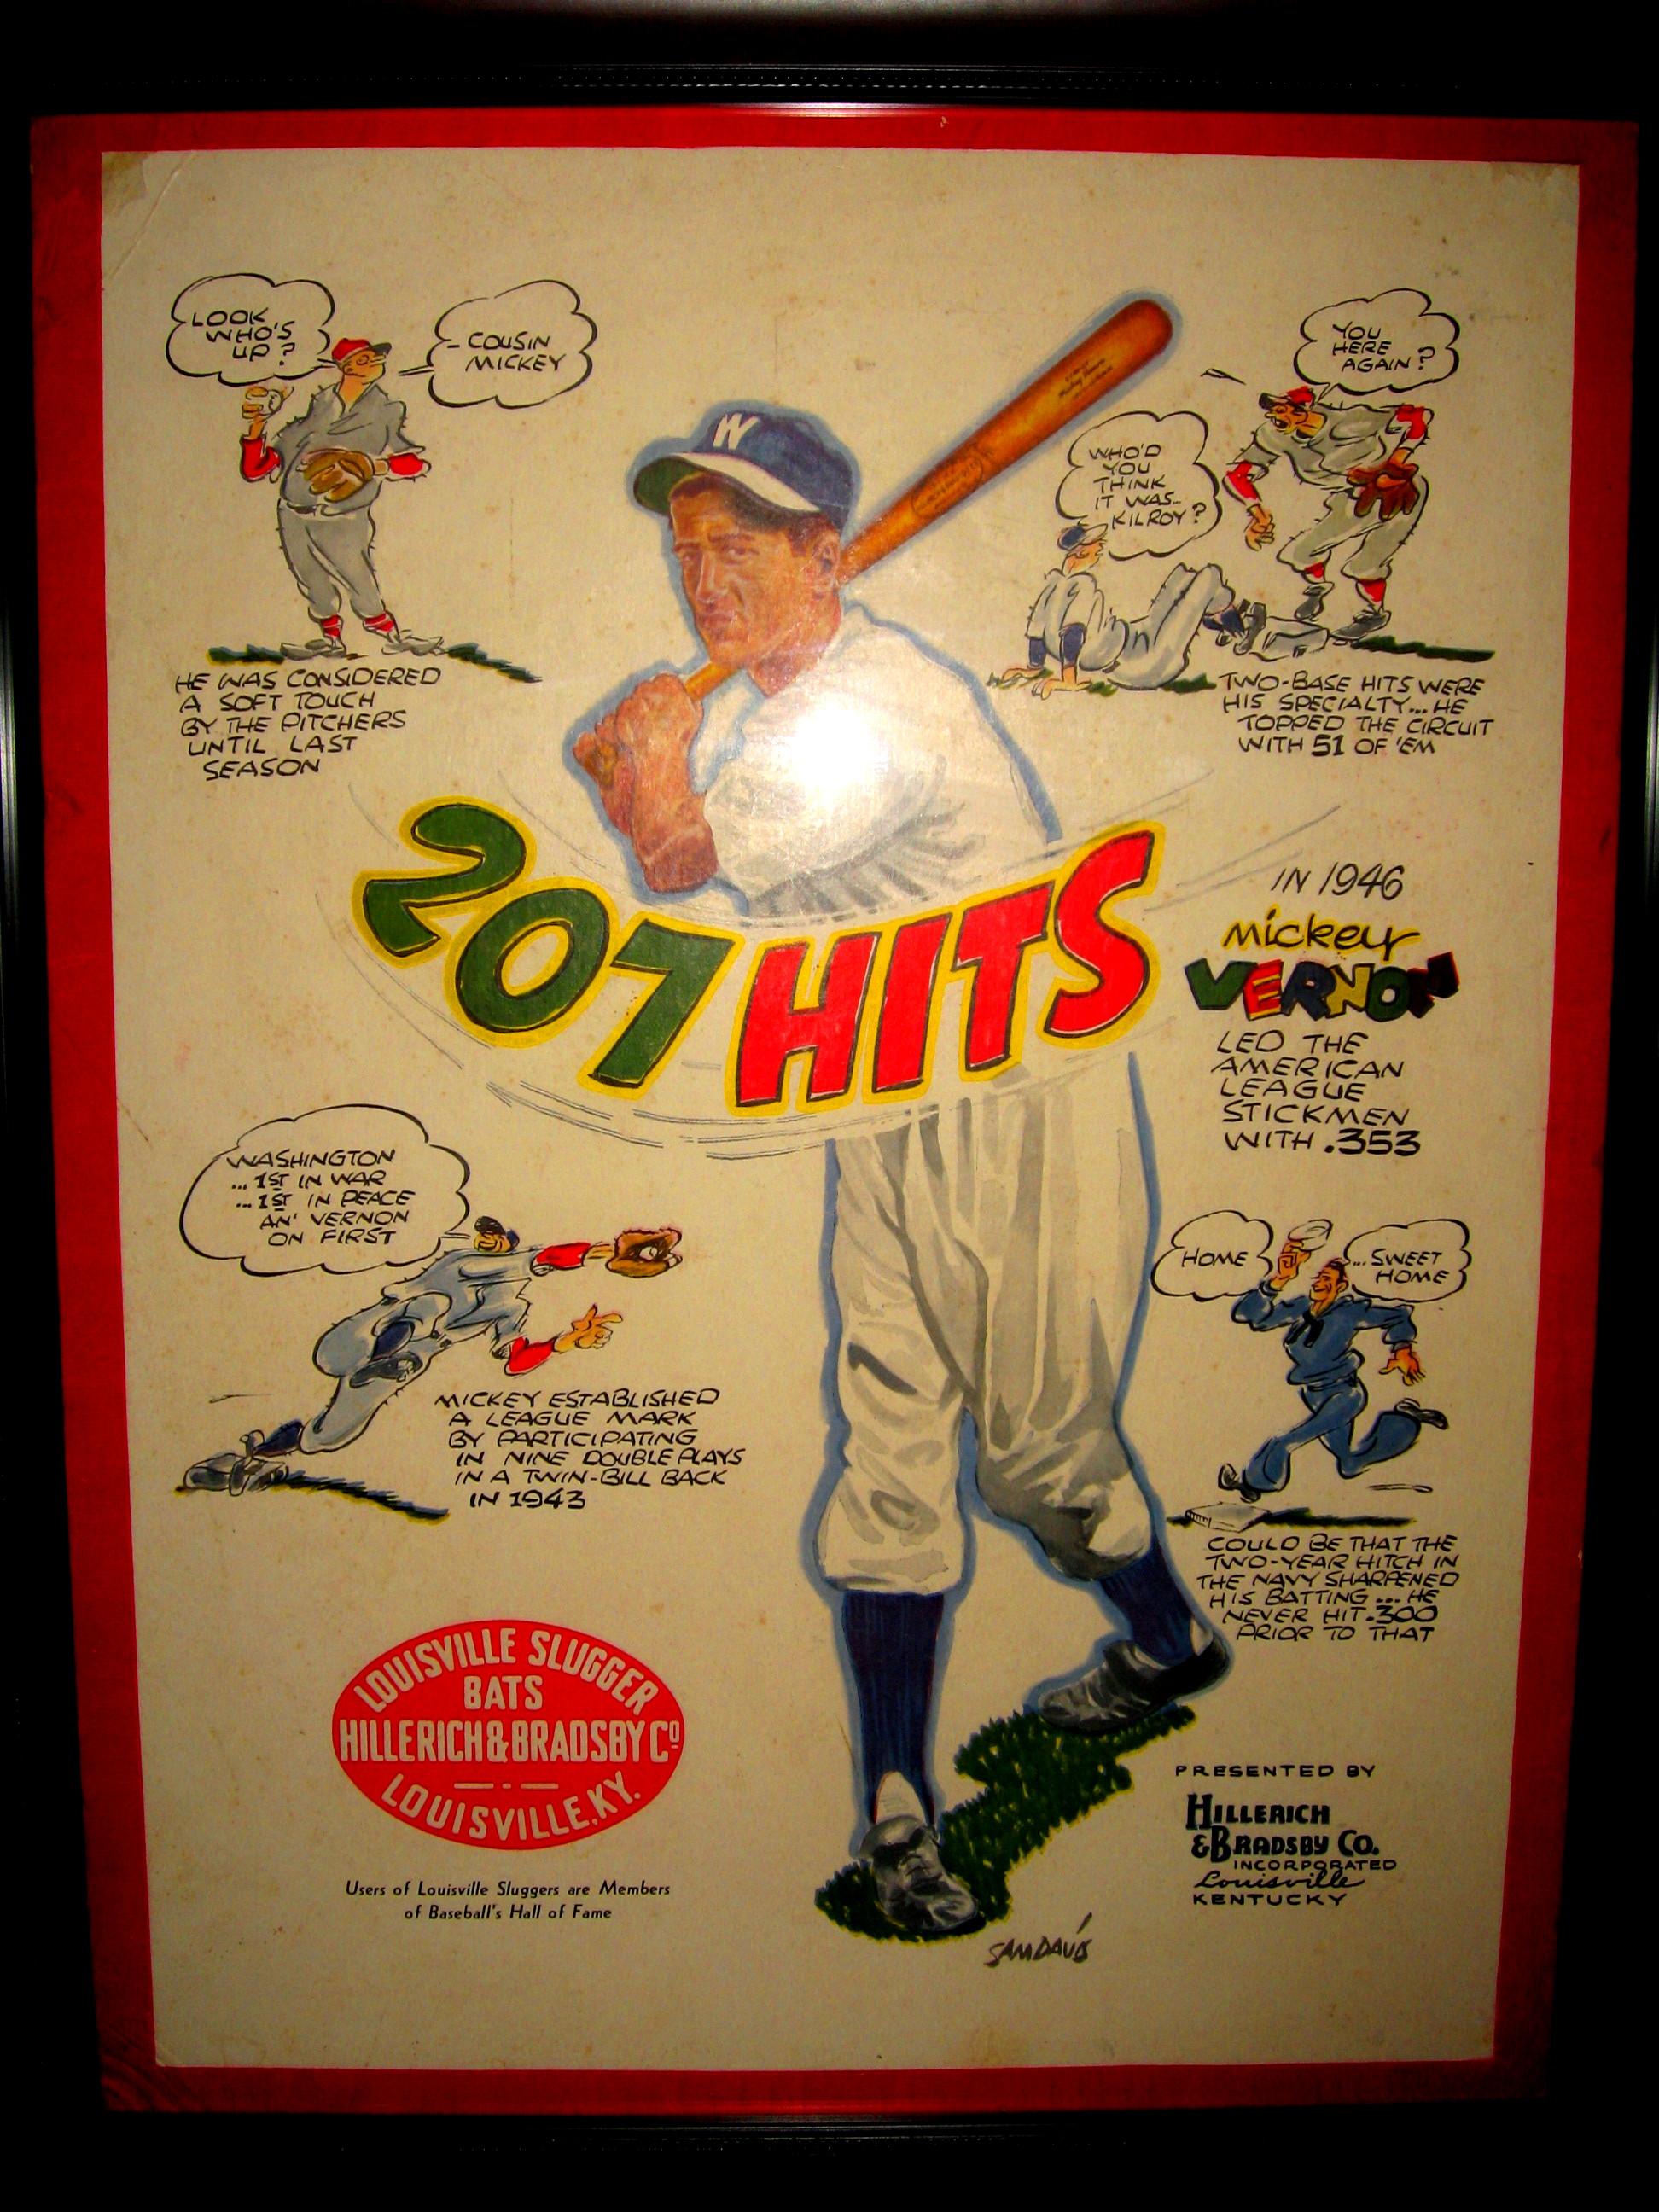 LOOK
WHO'S
UP?
- COUSIN
MICKEY
HE WAS CONSIDERED
A SOFT TOUCH
BY THE PITCHERS
UNTIL LAST
SEASON
W
YOU
HERE
AGAIN?
WHO'D
YOU
THINK
IT WAS..
KILROY?
TWO-BASE HITS WERE
HIS SPECIALTY... HE
TOPPED THE CIRCUIT
WITH 51 OF 'EM
207 HITS
IN 1946
mickey
VERNON
LED THE
AMERICAN
LEAGUE
STICKMEN
WITH .353
WASHINGTON
... 1ST IN WAR
... 1ST IN PEACE
AN' VERNON
ON FIRST
MICKEY ESTABLISHED
A LEAGUE MARK
BY PARTICIPATING
IN NINE DOUBLE PLAYS
IN A TWIN-BILL BACK
IN 1943
HOME
...SWEET
HOME
COULD BE THAT THE
TWO-YEAR HITCH IN
THE NAVY SHARPENED
HIS BATTING ... HE
NEVER HIT .300
PRIOR TO THAT
LOUISVILLE SLUGGER
BATS
HILLERICH & BRADSBY CO
LOUISVILLE, KY.
Users of Louisville Sluggers are Members
of Baseball's Hall of Fame
PRESENTED BY
HILLERICH
& BRADSBY CO.
INCORPORATED
Louisville
KENTUCKY
SAM DAVIS